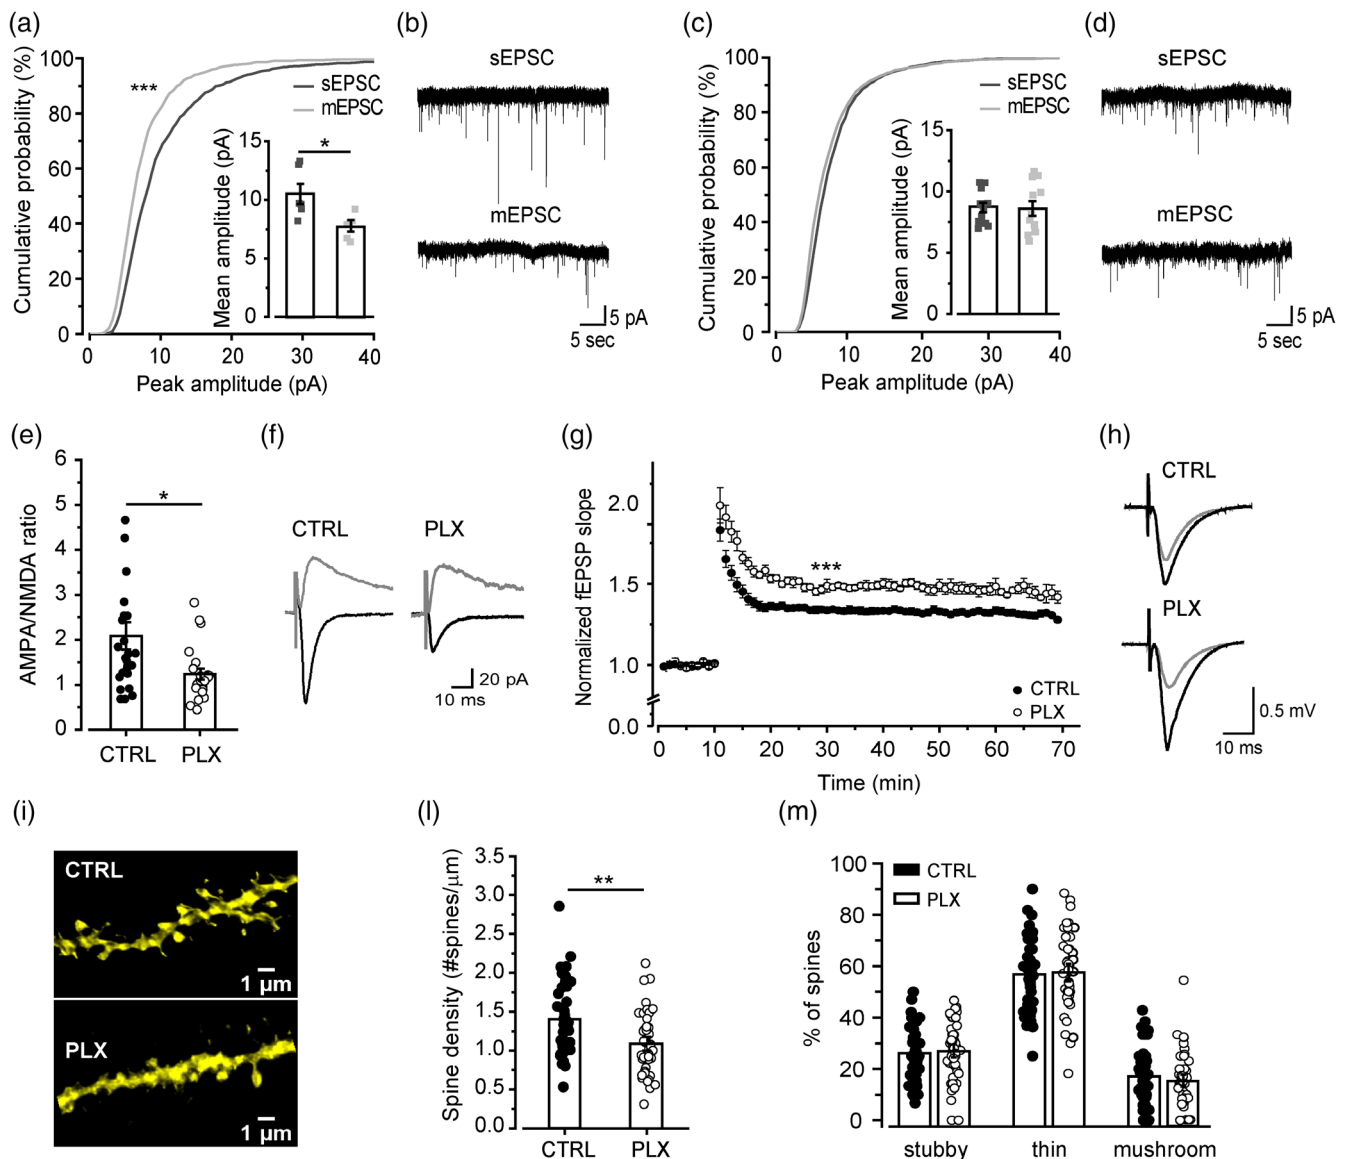 (a)
Cumulative probability (%)
100
80
60
40
20
0
0 10 20 30 40
Peak amplitude (pA)
***
sEPSC
mEPSC
Mean amplitude (pA)
15
10
5
0
*
(b)
sEPSC
mEPSC
5 pA
5 sec
(c)
Cumulative probability (%)
100
80
60
40
20
0
0 10 20 30 40
Peak amplitude (pA)
sEPSC
mEPSC
Mean amplitude (pA)
15
10
5
0
(d)
sEPSC
mEPSC
5 pA
5 sec
(e)
AMPA/NMDA ratio
6
5
4
3
2
1
0
*
CTRL PLX
(f)
CTRL PLX
20 pA
10 ms
(g)
Normalized fEPSP slope
2.0
1.5
1.0
0.0
***
CTRL
PLX
0 10 20 30 40 50 60 70
Time (min)
(h)
CTRL
PLX
0.5 mV
10 ms
(i)
CTRL
1 μm
PLX
1 μm
(l)
Spine density (#spines/μm)
3.5
3.0
2.5
2.0
1.5
1.0
0.5
0.0
**
CTRL PLX
(m)
% of spines
100
80
60
40
20
0
CTRL
PLX
stubby thin mushroom